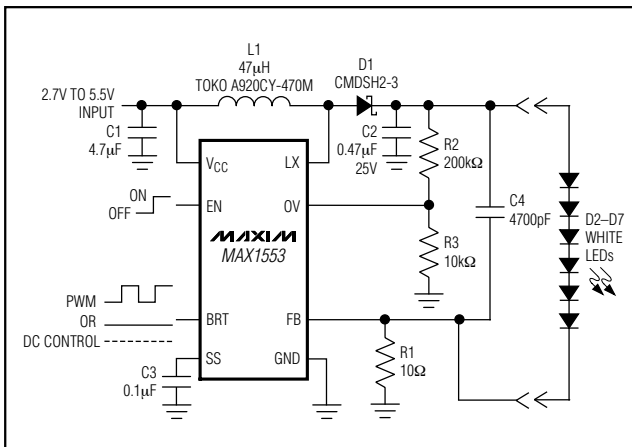 L1
47µH
TOKO A920CY-470M
D1
CMDSH2-3
2.7V TO 5.5V
INPUT
C1
4.7µF
C2
0.47µF
25V
R2
200kΩ
VCC
LX
ON
OFF
EN
OV
C4
4700pF
D2–D7
WHITE
LEDs
MAXIM
MAX1553
R3
10kΩ
PWM
OR
DC CONTROL
BRT
FB
SS
GND
C3
0.1µF
R1
10Ω